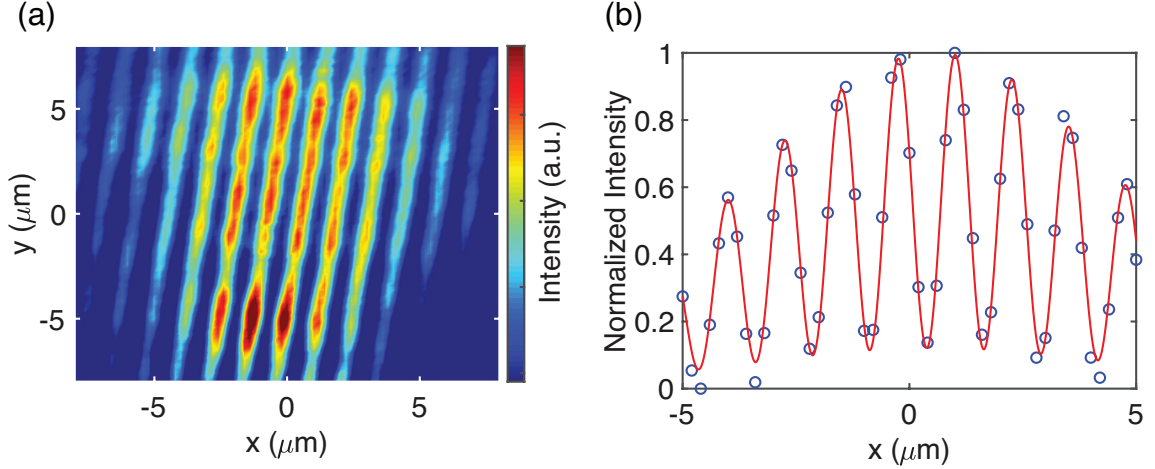 (a)
(b)
5
0
-5
y (μm)
-5
0
5
x (μm)
Intensity (a.u.)
1
0.8
0.6
0.4
0.2
0
Normalized Intensity
-5
0
5
x (μm)